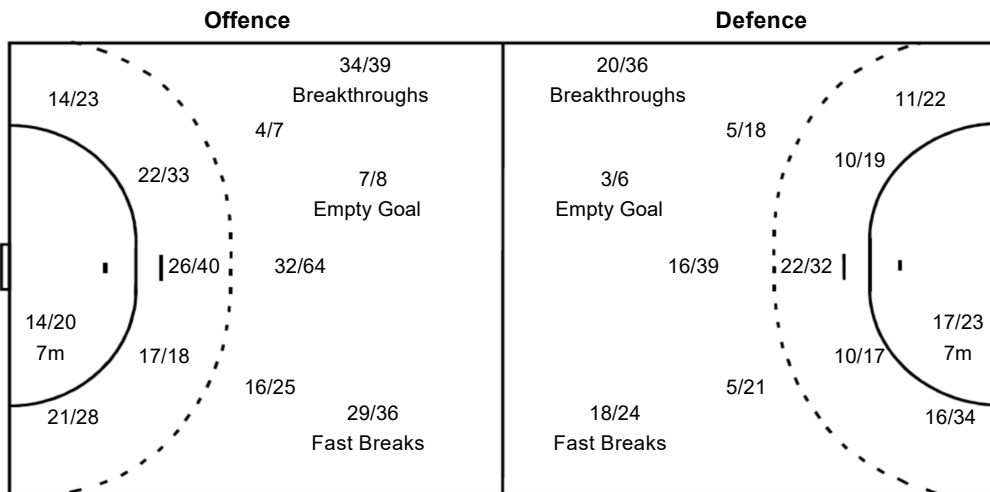 Offence
Defence
34/39
Breakthroughs
20/36
Breakthroughs
14/23
11/22
4/7
5/18
22/33
10/19
7/8
Empty Goal
3/6
Empty Goal
26/40
32/64
16/39
22/32
14/20
7m
17/23
7m
17/18
10/17
16/25
5/21
21/28
29/36
Fast Breaks
18/24
Fast Breaks
16/34